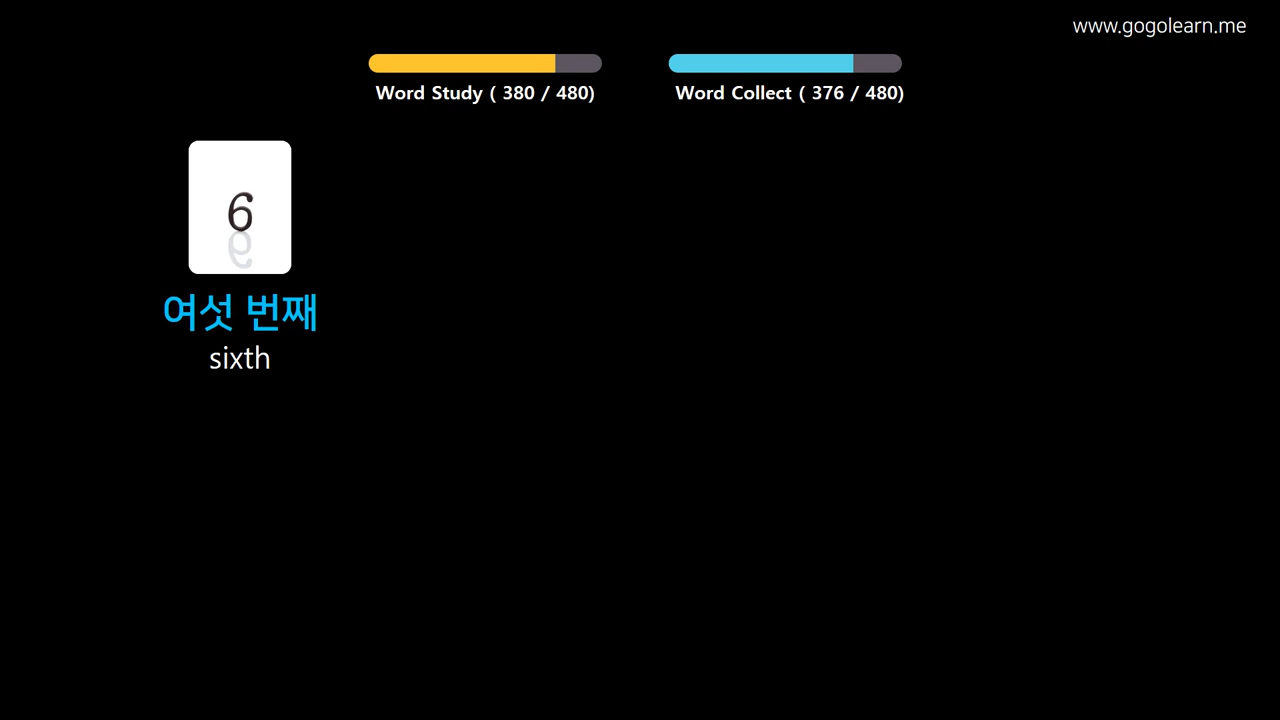 www.gogolearn.me
Word Study ( 380 / 480)
Word Collect ( 376 / 480)
6
여섯 번째
sixth